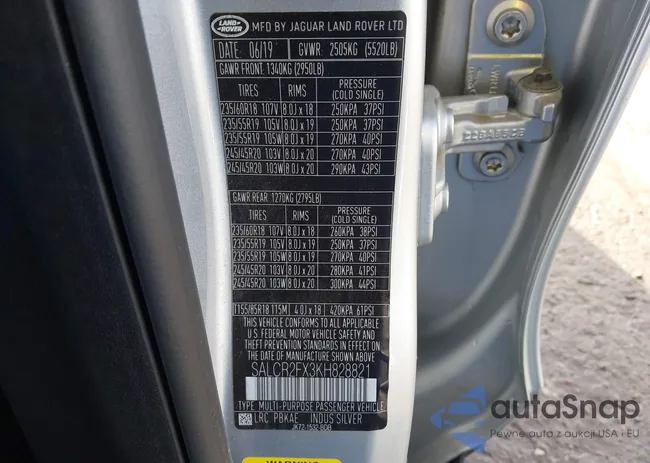 LAND ROVER
MFD BY JAGUAR LAND ROVER LTD
DATE: 06/19 GVWR: 2505KG (5520LB)
GAWR FRONT: 1340KG (2950LB)
TIRES RIMS PRESSURE (COLD SINGLE)
235/60R18 107V 8.0J x 18 250KPA 37PSI
235/55R19 105V 8.0J x 19 250KPA 37PSI
235/55R19 105W 8.0J x 19 270KPA 40PSI
245/45R20 103V 8.0J x 20 270KPA 40PSI
245/45R20 103W 8.0J x 20 290KPA 43PSI
GAWR REAR: 1270KG (2795LB)
TIRES RIMS PRESSURE (COLD SINGLE)
235/60R18 107V 8.0J x 18 260KPA 38PSI
235/55R19 105V 8.0J x 19 250KPA 37PSI
235/55R19 105W 8.0J x 19 270KPA 40PSI
245/45R20 103V 8.0J x 20 280KPA 41PSI
245/45R20 103W 8.0J x 20 300KPA 44PSI
T155/85R18 115M 4.0J x 18 420KPA 61PSI
THIS VEHICLE CONFORMS TO ALL APPLICABLE
U.S. FEDERAL MOTOR VEHICLE SAFETY AND
THEFT PREVENTION STANDARDS IN EFFECT ON
THE DATE OF MANUFACTURE SHOWN ABOVE.
SALCR2FX3KH828821
TYPE: MULTI-PURPOSE PASSENGER VEHICLE
LRC PBKAE INDUS SILVER
JK72-1532-BDB
WARNING
autoSnap
Pewne auto z aukcji USA i EU